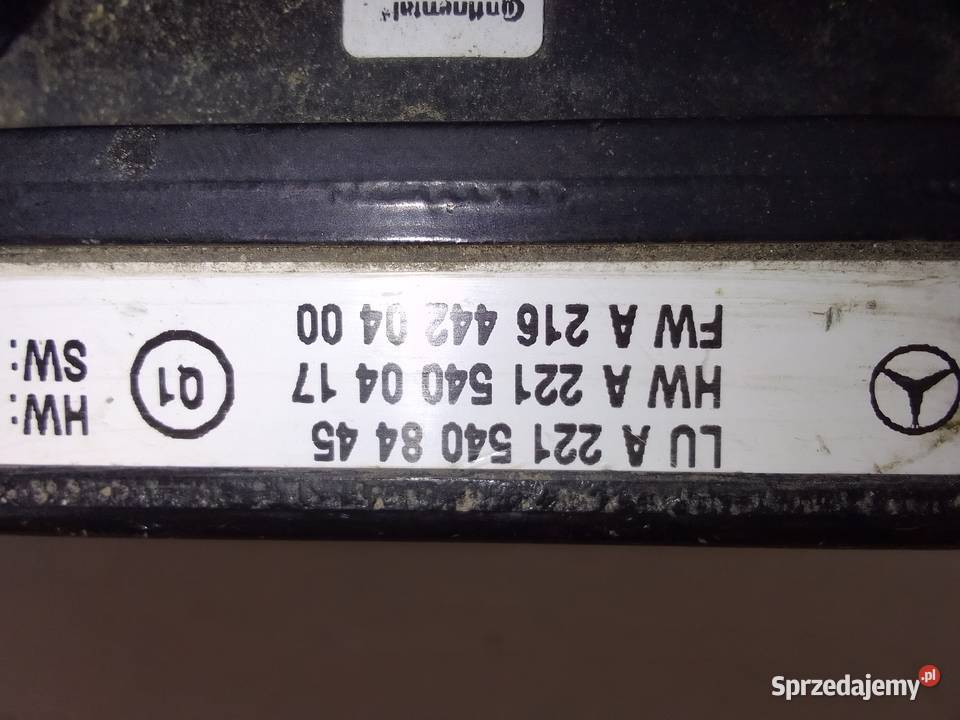 LU A 221 540 84 45
HW A 221 540 04 17
FW A 216 442 04 00
Q1
HW:
SW:
Continental
Sprzedajemy.pl